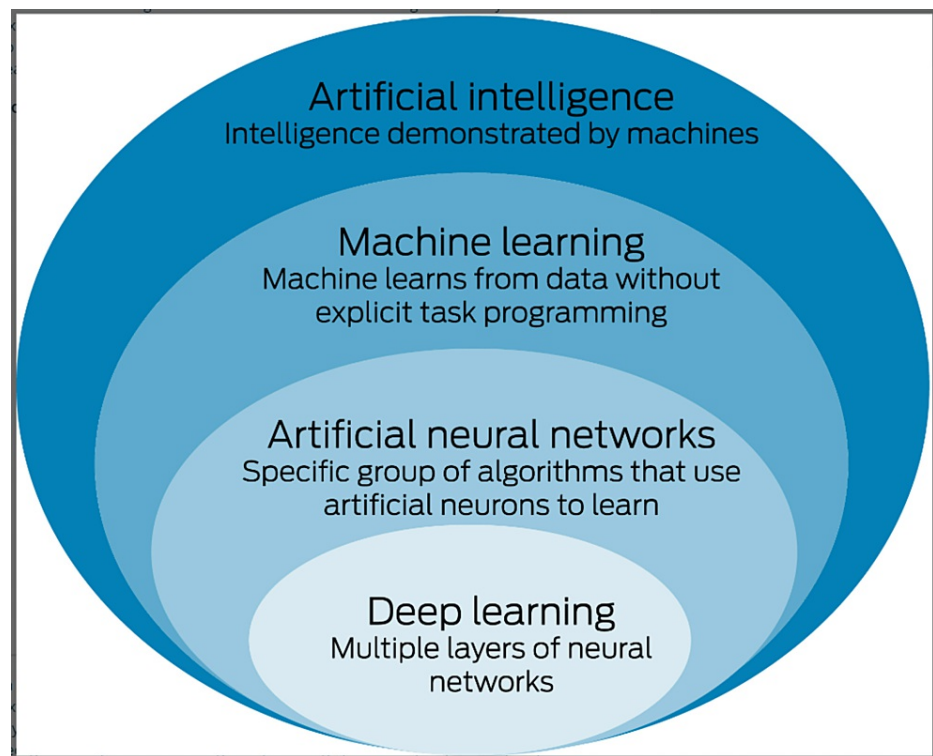 Artificial intelligence
Intelligence demonstrated by machines
Machine learning
Machine learns from data without
explicit task programming
Artificial neural networks
Specific group of algorithms that use
artificial neurons to learn
Deep learning
Multiple layers of neural
networks